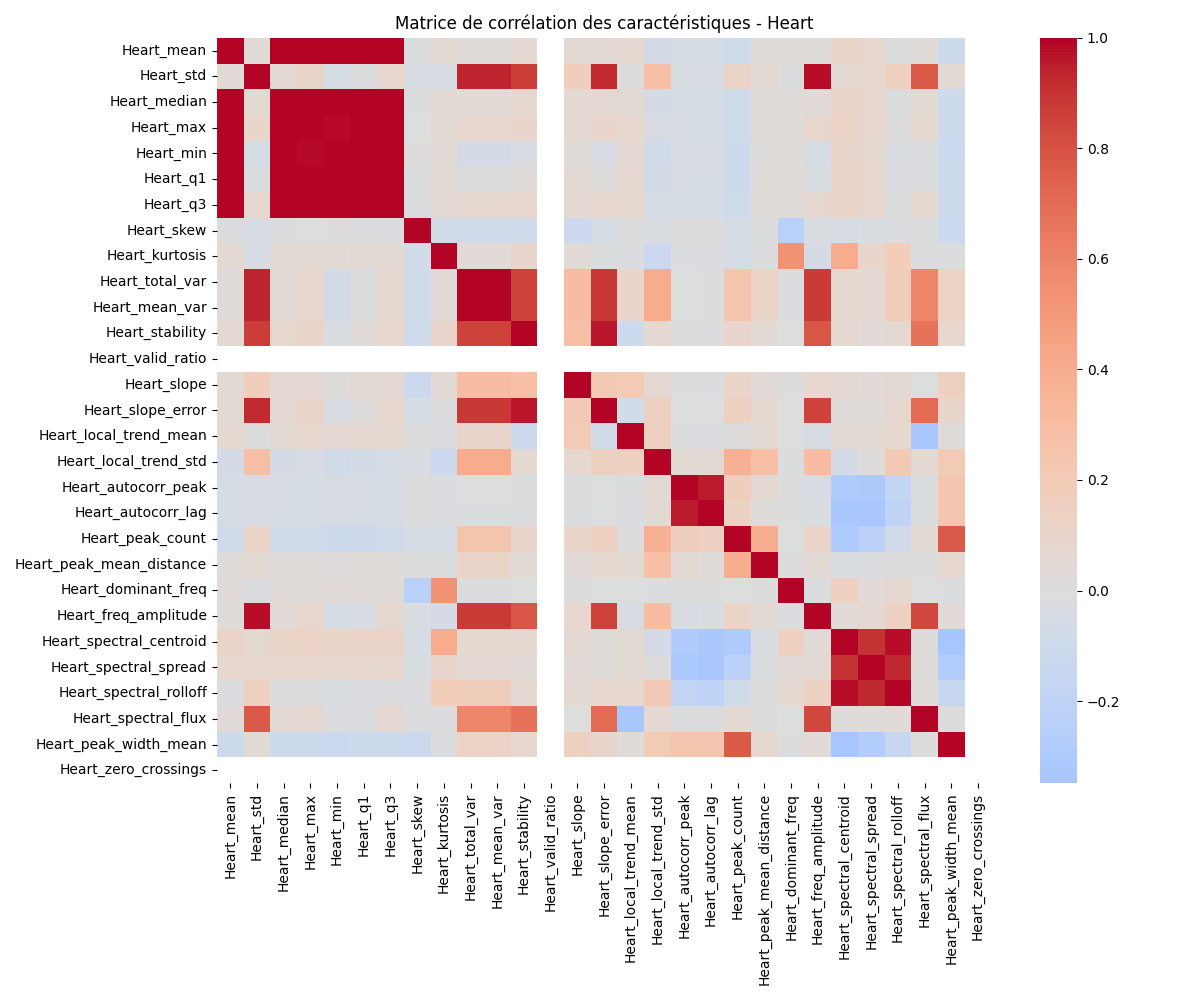 Matrice de corrélation des caractéristiques - Heart
Heart_mean
Heart_std
Heart_median
Heart_max
Heart_min
Heart_q1
Heart_q3
Heart_skew
Heart_kurtosis
Heart_total_var
Heart_mean_var
Heart_stability
Heart_valid_ratio
Heart_slope
Heart_slope_error
Heart_local_trend_mean
Heart_local_trend_std
Heart_autocorr_peak
Heart_autocorr_lag
Heart_peak_count
Heart_peak_mean_distance
Heart_dominant_freq
Heart_freq_amplitude
Heart_spectral_centroid
Heart_spectral_spread
Heart_spectral_rolloff
Heart_spectral_flux
Heart_peak_width_mean
Heart_zero_crossings
Heart_mean
Heart_std
Heart_median
Heart_max
Heart_min
Heart_q1
Heart_q3
Heart_skew
Heart_kurtosis
Heart_total_var
Heart_mean_var
Heart_stability
Heart_valid_ratio
Heart_slope
Heart_slope_error
Heart_local_trend_mean
Heart_local_trend_std
Heart_autocorr_peak
Heart_autocorr_lag
Heart_peak_count
Heart_peak_mean_distance
Heart_dominant_freq
Heart_freq_amplitude
Heart_spectral_centroid
Heart_spectral_spread
Heart_spectral_rolloff
Heart_spectral_flux
Heart_peak_width_mean
Heart_zero_crossings
1.0
0.8
0.6
0.4
0.2
0.0
−0.2